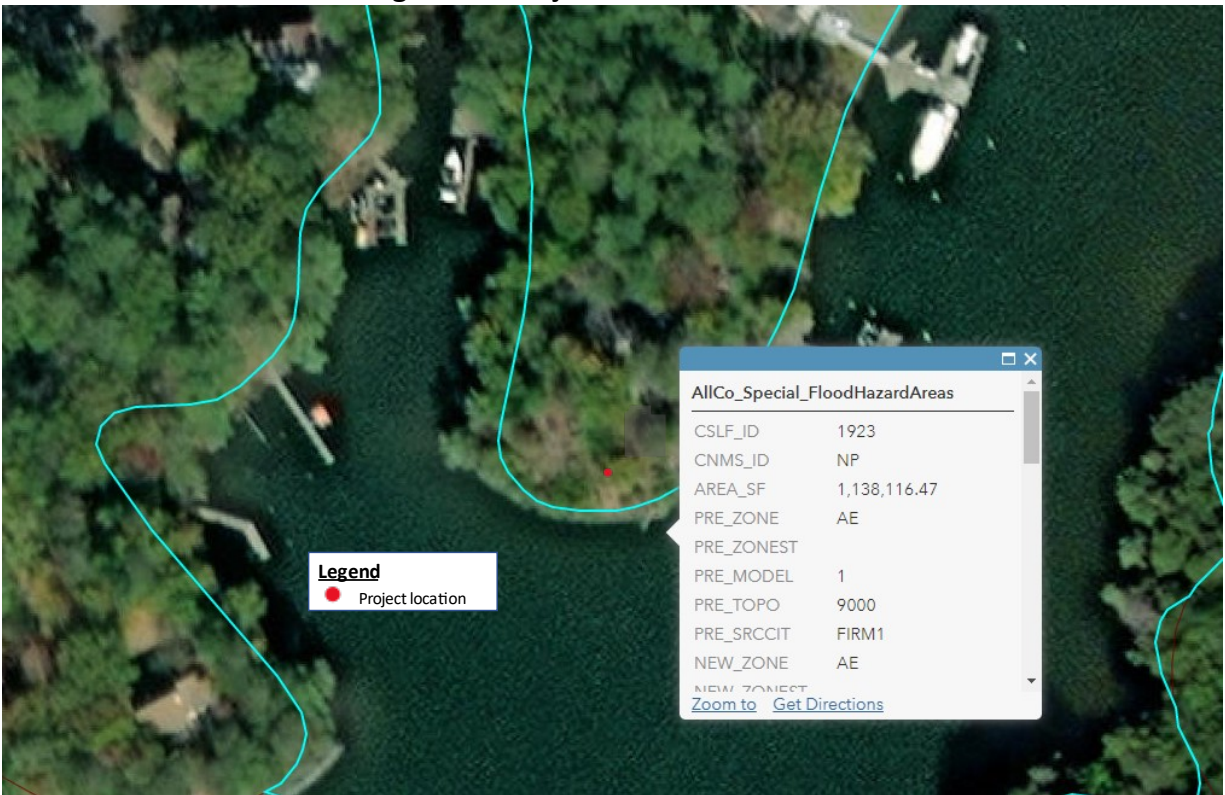 AllCo_Special_FloodHazardAreas
CSLF_ID 1923
CNMS_ID NP
AREA_SF 1,138,116.47
PRE_ZONE AE
PRE_ZONEST
PRE_MODEL 1
PRE_TOPO 9000
PRE_SRCCIT FIRM1
NEW_ZONE AE
NEW_ZONEST
Zoom to Get Directions
Legend
Project location